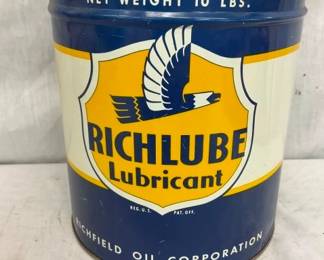 NET WEIGHT 10 LBS.
RICHLUBE
Lubricant
REG. U.S. PAT. OFF.
RICHFIELD OIL CORPORATION